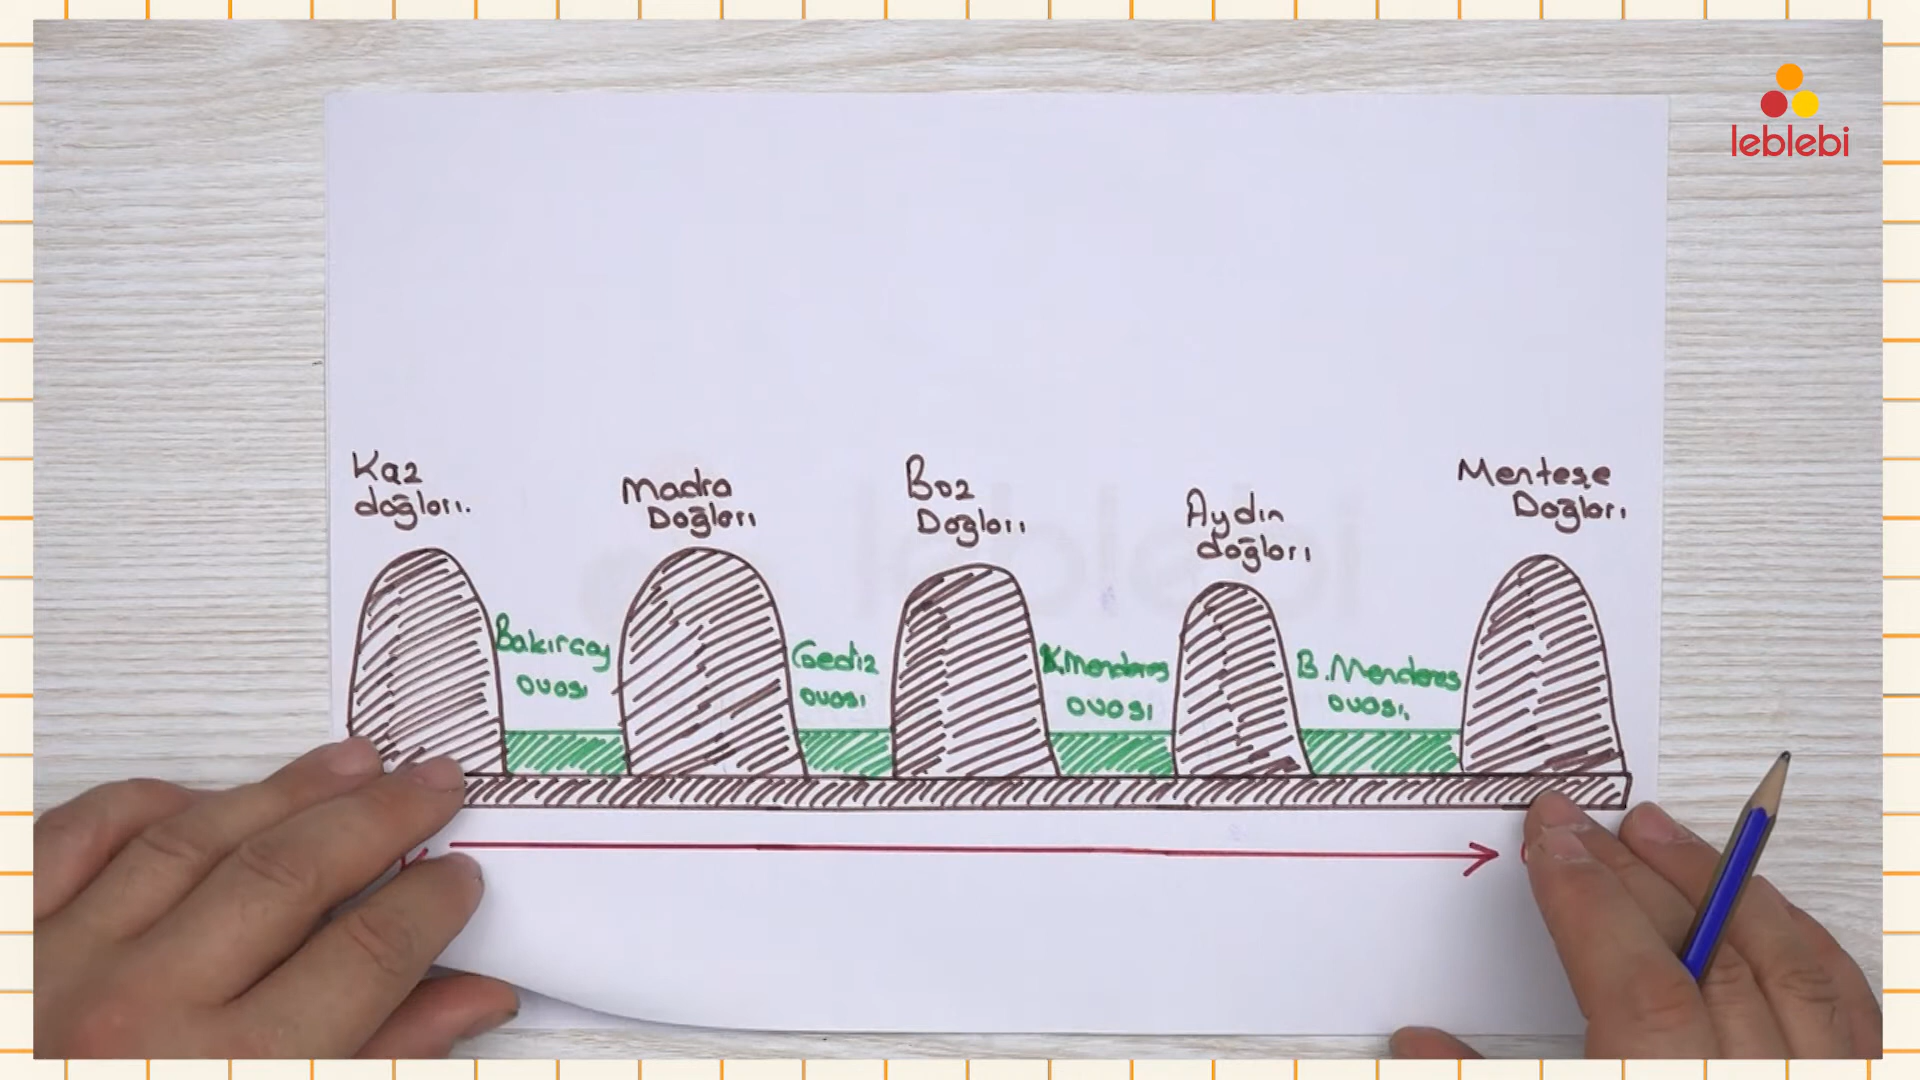 leblebi
Kaz
dağları.
Madra
Dağları
Boz
Dağları
Aydın
dağları
Menteşe
Dağları
Bakırçay
ovası
Gediz
ovası
K.Menderes
ovası
B.Menderes
ovası